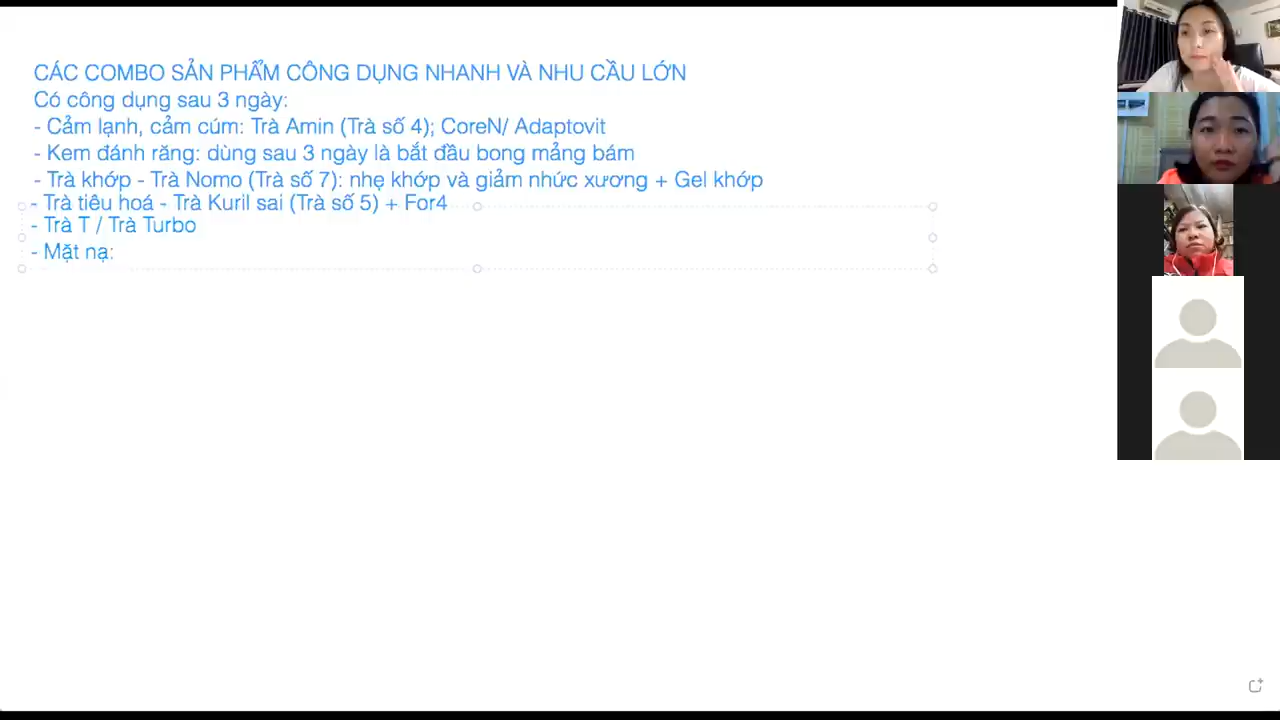 CÁC COMBO SẢN PHẨM CÔNG DỤNG NHANH VÀ NHU CẦU LỚN
Có công dụng sau 3 ngày:
- Cảm lạnh, cảm cúm: Trà Amin (Trà số 4); CoreN/ Adaptovit
- Kem đánh răng: dùng sau 3 ngày là bắt đầu bong mảng bám
- Trà khớp - Trà Nomo (Trà số 7): nhẹ khớp và giảm nhức xương + Gel khớp
- Trà tiêu hoá - Trà Kuril sai (Trà số 5) + For4
- Trà T / Trà Turbo
- Mặt nạ: